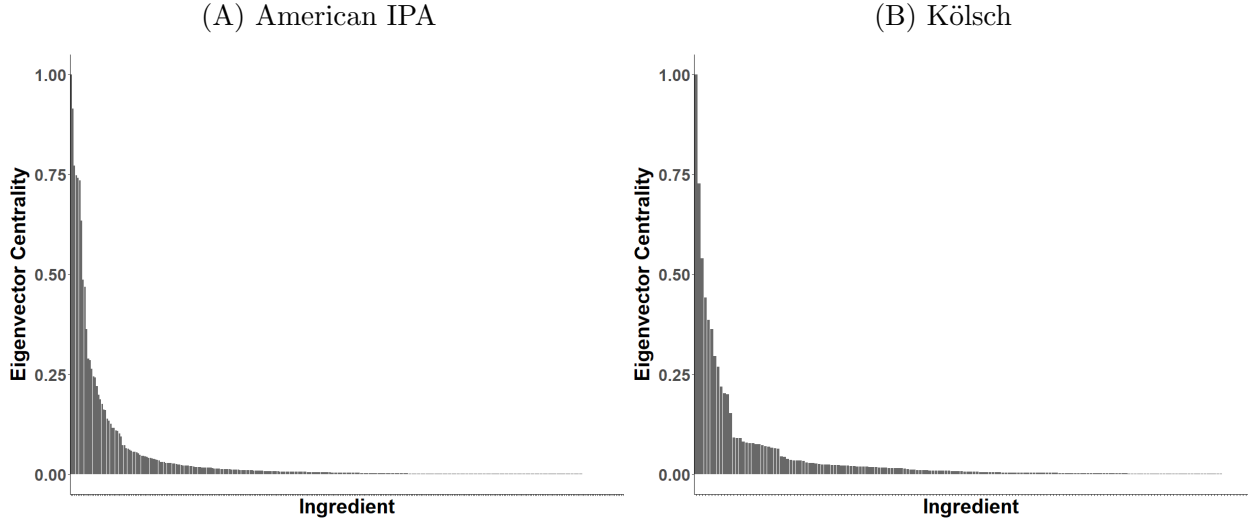 (A) American IPA
1.00
0.75
0.50
0.25
0.00
Eigenvector Centrality
Ingredient
(B) Kölsch
1.00
0.75
0.50
0.25
0.00
Eigenvector Centrality
Ingredient